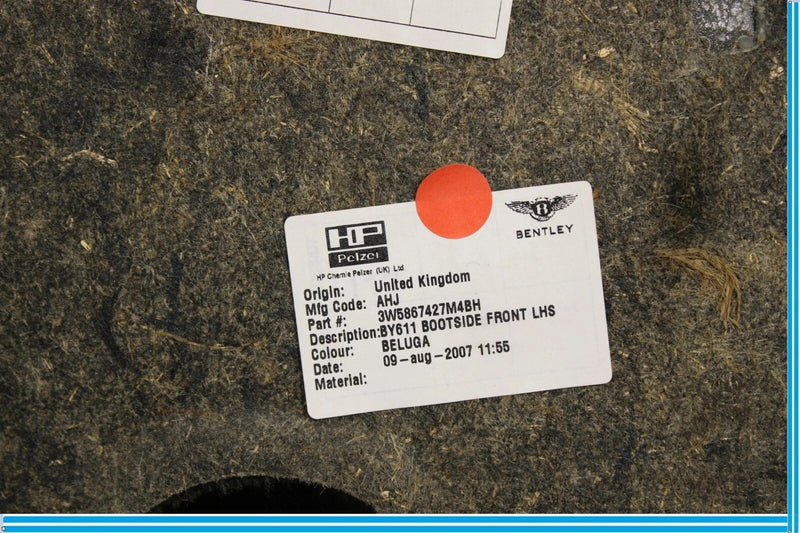 HP
Pelzer
HP Chemie Pelzer (UK) Ltd
B
BENTLEY
Origin: United Kingdom
Mfg Code: AHJ
Part #: 3W5867427M4BH
Description:BY611 BOOTSIDE FRONT LHS
Colour: BELUGA
Date: 09-aug-2007 11:55
Material: